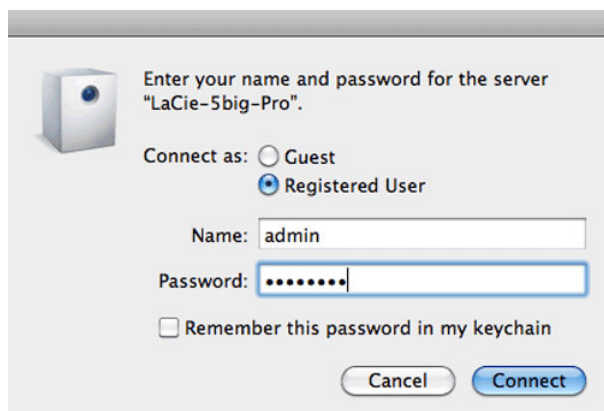 Enter your name and password for the server
“LaCie-5big-Pro”.
Connect as: Guest
Registered User
Name: admin
Password: ••••••••
Remember this password in my keychain
Cancel Connect